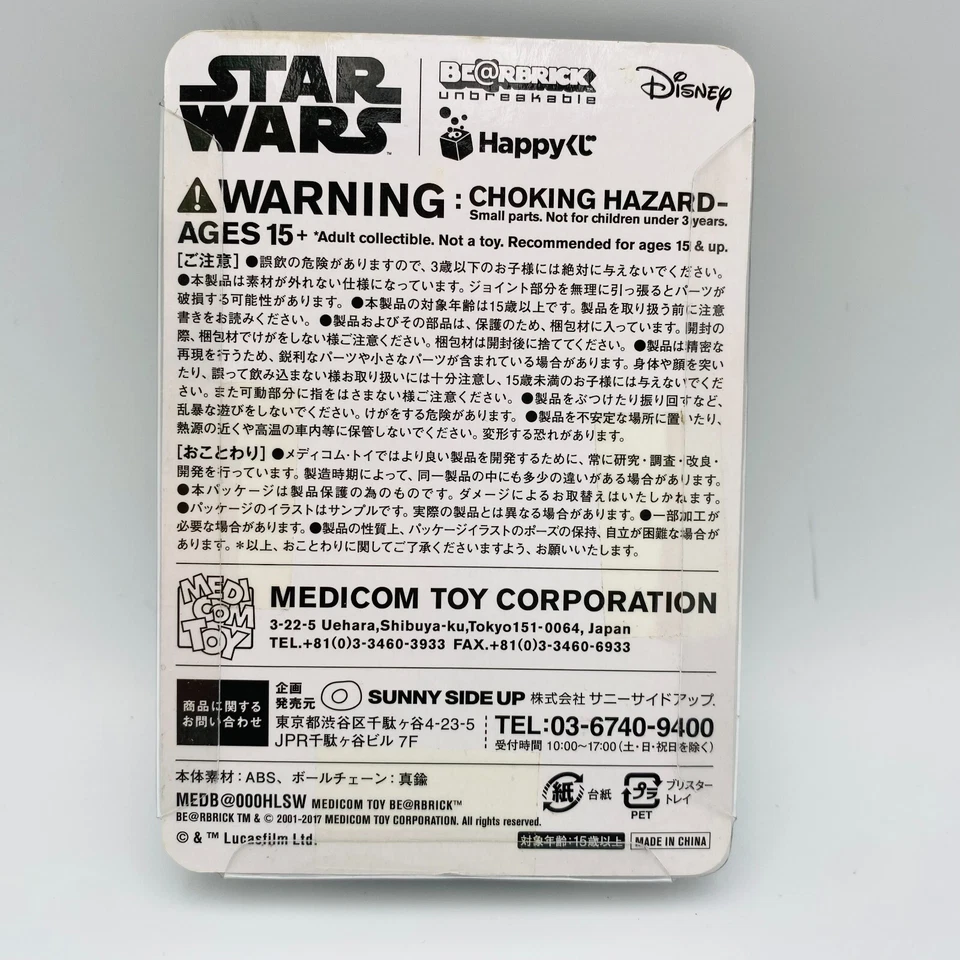 STAR WARS™
BE@RBRICK
unbreakable
Happyくじ
Disney
WARNING : CHOKING HAZARD-
Small parts. Not for children under 3 years.
AGES 15+ *Adult collectible. Not a toy. Recommended for ages 15 & up.
[ご注意] ●誤飲の危険がありますので、3歳以下のお子様には絶対に与えないでください。
●本製品は素材が外れない仕様になっています。ジョイント部分を無理に引っ張るとパーツが
破損する可能性があります。●本製品の対象年齢は15歳以上です。製品を取り扱う前に注意
書きをお読みください。●製品およびその部品は、保護のため、梱包材に入っています。開封の
際、梱包材でけがをしない様ご注意ください。梱包材は開封後に捨ててください。●製品は精密な
再現を行うため、鋭利なパーツや小さなパーツが含まれている場合があります。身体や顔を突い
たり、誤って飲み込まない様お取り扱いには十分注意し、15歳未満のお子様には与えないでくだ
さい。また可動部分に指をはさまない様ご注意ください。●製品をぶつけたり振り回すなど、
乱暴な遊びをしないでください。けがをする危険があります。●製品を不安定な場所に置いたり、
熱源の近くや高温の車内等に保管しないでください。変形する恐れがあります。
[おことわり] ●メディコム・トイではより良い製品を開発するために、常に研究・調査・改良・
開発を行っています。製造時期によって、同一製品の中にも多少の違いがある場合があります。
●本パッケージは製品保護の為のものです。ダメージによるお取替えはいたしかねます。
●パッケージのイラストはサンプルです。実際の製品とは異なる場合があります。●一部加工が
必要な場合があります。●製品の性質上、パッケージイラストのポーズの保持、自立が困難な場合が
あります。*以上、おことわりに関してご了承くださいますよう、お願いいたします。
MEDI COM TOY
MEDICOM TOY CORPORATION
3-22-5 Uehara,Shibuya-ku,Tokyo151-0064, Japan
TEL.+81(0)3-3460-3933 FAX.+81(0)3-3460-6933
商品に関する
お問い合わせ
企画
発売元
SUNNY SIDE UP 株式会社 サニーサイドアップ.
東京都渋谷区千駄ヶ谷4-23-5
JPR千駄ヶ谷ビル 7F
TEL:03-6740-9400
受付時間 10:00~17:00(土・日・祝日を除く)
本体素材:ABS、ボールチェーン:真鍮
MEDB@000HLSW MEDICOM TOY BE@RBRICK™
BE@RBRICK TM & © 2001-2017 MEDICOM TOY CORPORATION. All rights reserved.
© & ™ Lucasfilm Ltd.
紙 台紙
プラ
PET
ブリスター
トレイ
対象年齢:15歳以上
MADE IN CHINA